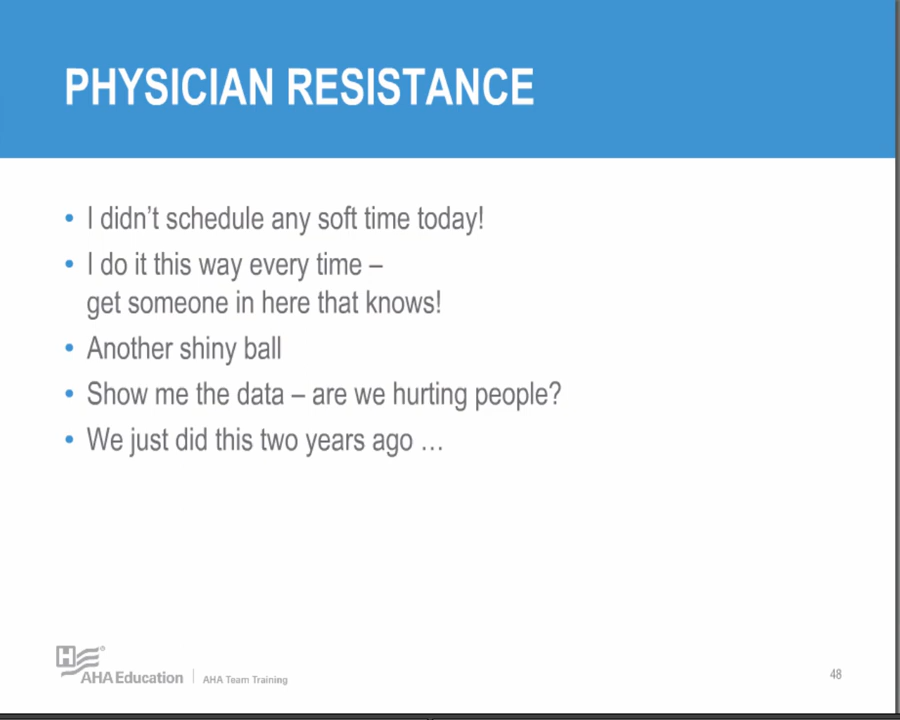 PHYSICIAN RESISTANCE
• I didn't schedule any soft time today!
• I do it this way every time –
get someone in here that knows!
• Another shiny ball
• Show me the data – are we hurting people?
• We just did this two years ago …
H
AHA Education | AHA Team Training
48